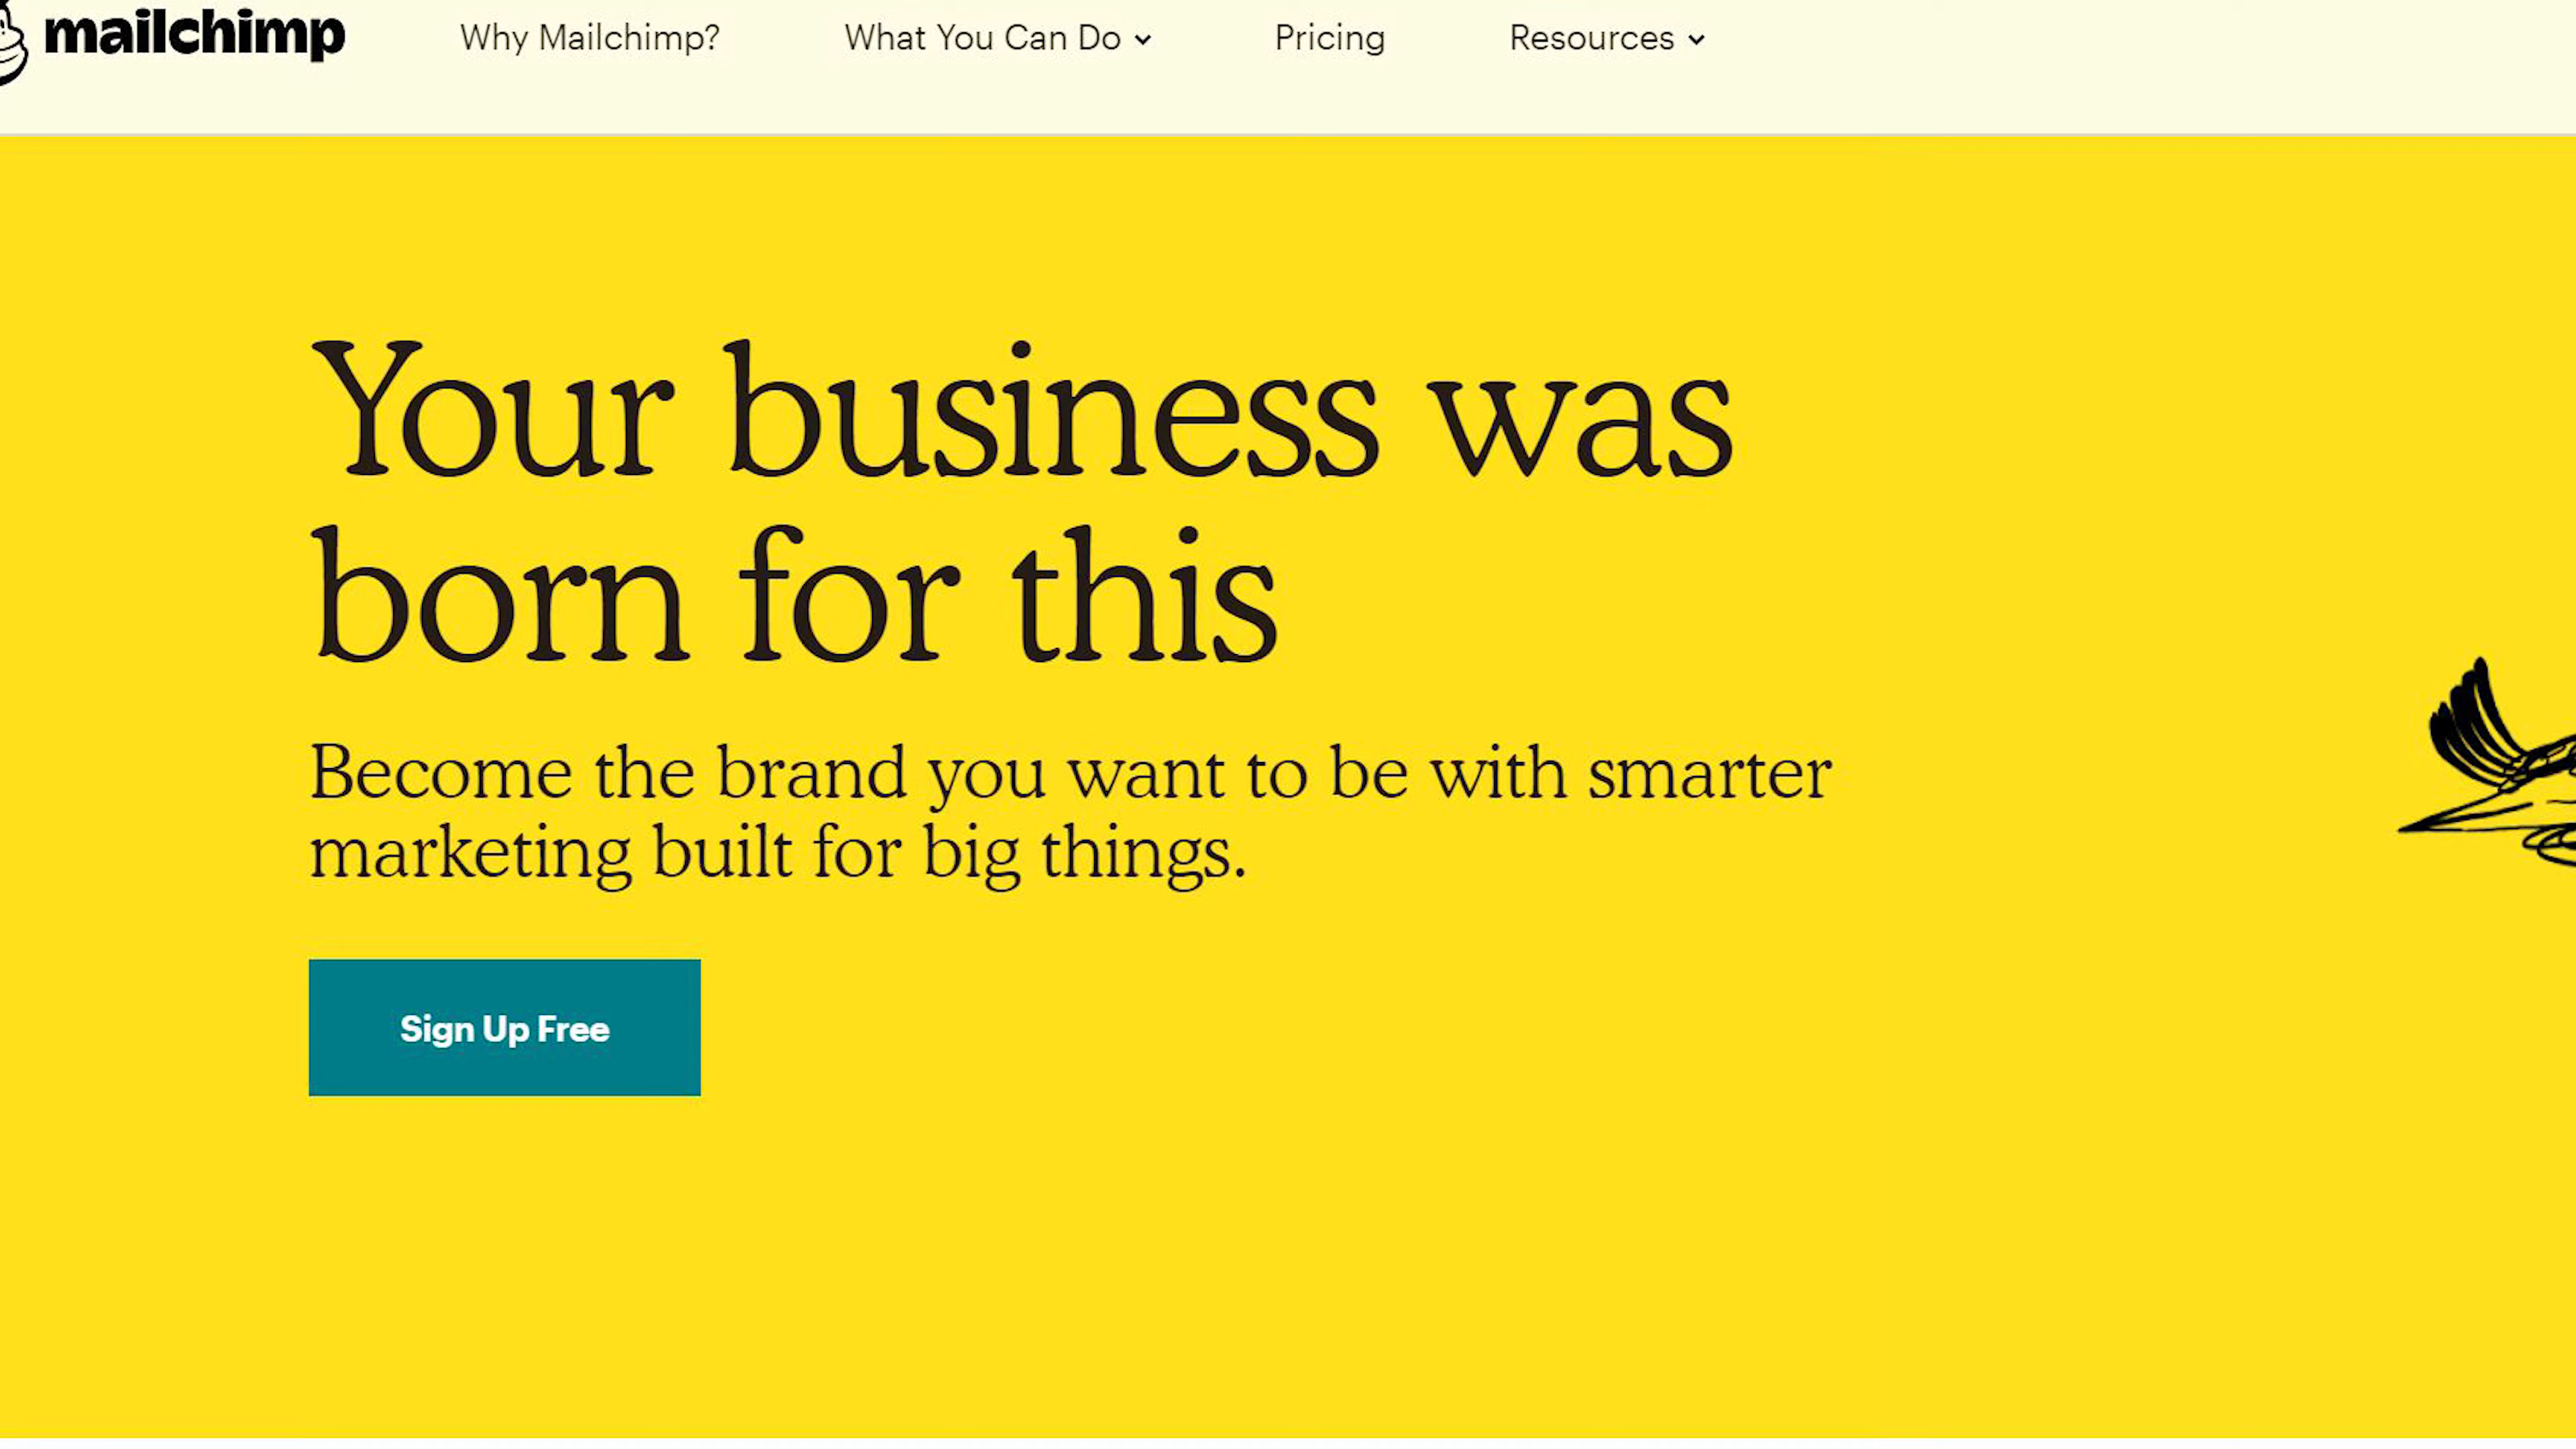 mailchimp Why Mailchimp? What You Can Do Pricing Resources
Your business was
born for this
Become the brand you want to be with smarter
marketing built for big things.
Sign Up Free